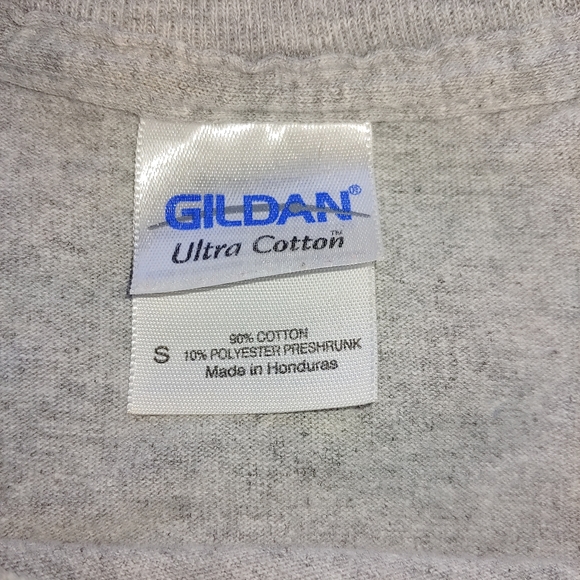 GILDAN®
Ultra Cotton™
90% COTTON
S 10% POLYESTER PRESHRUNK
Made in Honduras